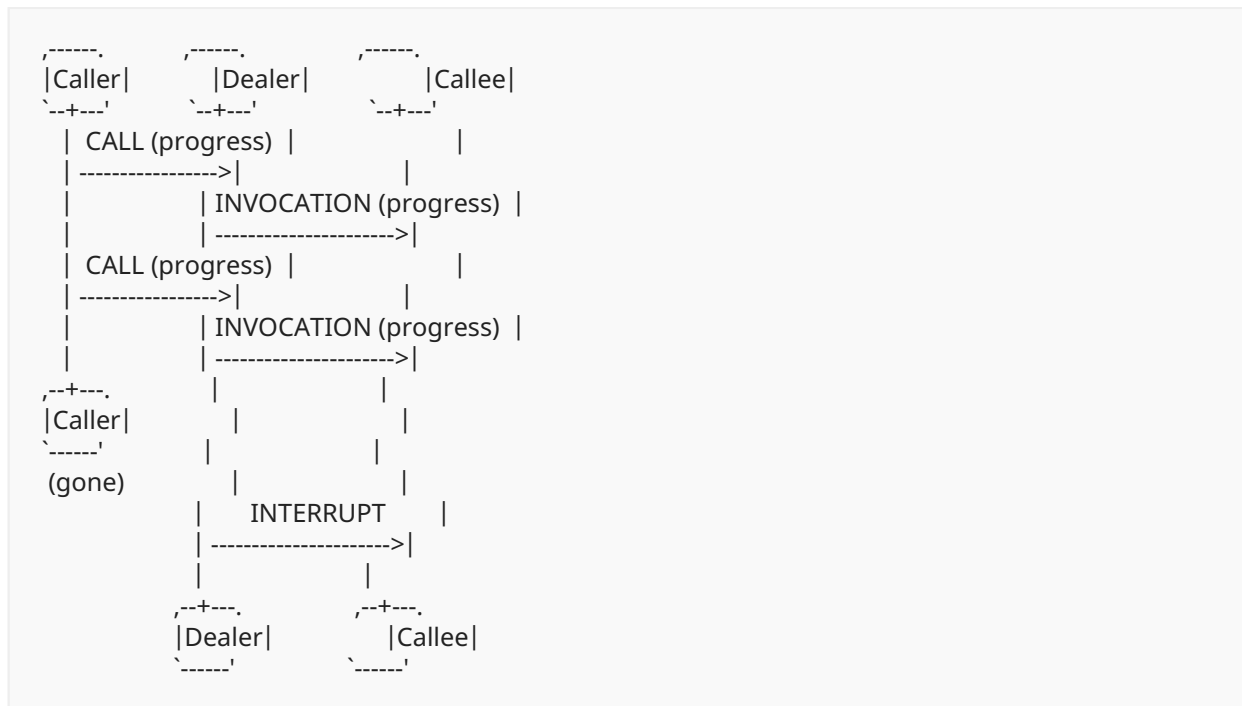 ,------.         ,------.                  ,------.
|Caller|             |Dealer|                  |Callee|
`--+---'          `--+---'                  `--+---'
   |  CALL (progress)  |                          |
   | ----------------->|                          |
   |                     | INVOCATION (progress)  |
   |                     | ---------------------->|
   |  CALL (progress)  |                          |
   | ----------------->|                          |
   |                     | INVOCATION (progress)  |
   |                     | ---------------------->|
,--+---.                |                          |
|Caller|                |                          |
`------'                |                          |
 (gone)                 |                          |
                        |       INTERRUPT        |
                        | ---------------------->|
                        |                          |
                     ,--+---.                  ,--+---.
                     |Dealer|                  |Callee|
                     `------'                  `------'